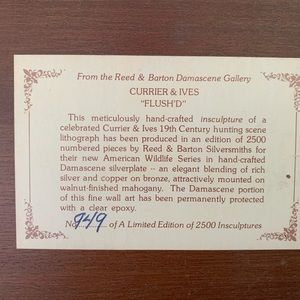 From the Reed & Barton Damascene Gallery
CURRIER & IVES
"FLUSH'D"
This meticulously hand-crafted insculpture of a
celebrated Currier & Ives 19th Century hunting scene
lithograph has been produced in an edition of 2500
numbered pieces by Reed & Barton Silversmiths for
their new American Wildlife Series in hand-crafted
Damascene silverplate -- an elegant blending of rich
silver and copper on bronze, attractively mounted on
walnut-finished mahogany. The Damascene portion
of this fine wall art has been permanently protected
with a clear epoxy.
No. 949 of A Limited Edition of 2500 Insculptures